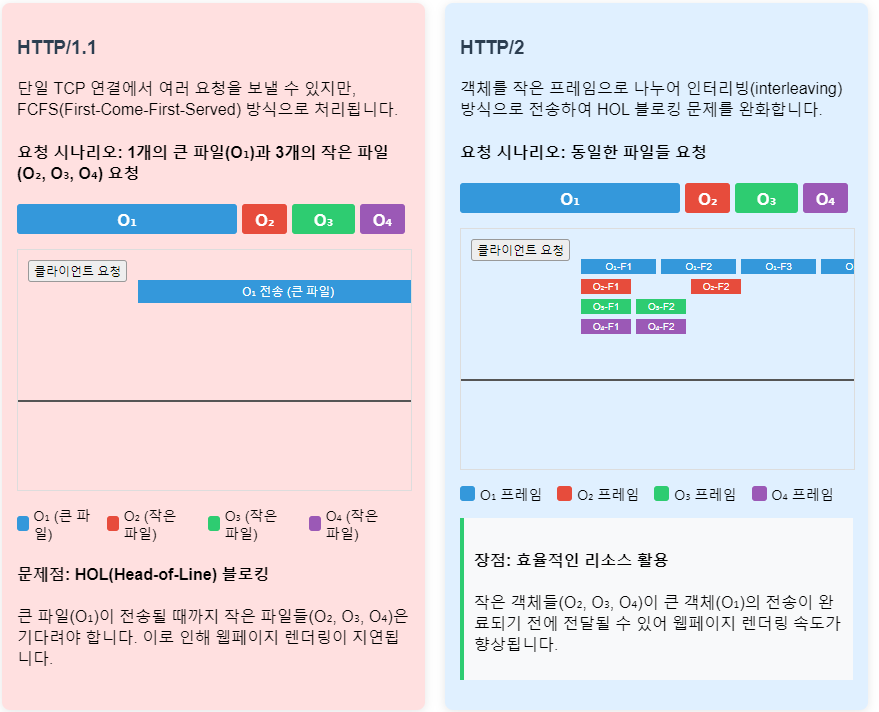 HTTP/1.1
단일 TCP 연결에서 여러 요청을 보낼 수 있지만,
FCFS(First-Come-First-Served) 방식으로 처리됩니다.
요청 시나리오: 1개의 큰 파일(O₁)과 3개의 작은 파일
(O₂, O₃, O₄) 요청
O₁ O₂ O₃ O₄
클라이언트 요청
O₁ 전송 (큰 파일)
O₁ (큰 파
일)
O₂ (작은
파일)
O₃ (작은
파일)
O₄ (작은
파일)
문제점: HOL(Head-of-Line) 블로킹
큰 파일(O₁)이 전송될 때까지 작은 파일들(O₂, O₃, O₄)은
기다려야 합니다. 이로 인해 웹페이지 렌더링이 지연됩
니다.
HTTP/2
객체를 작은 프레임으로 나누어 인터리빙(interleaving)
방식으로 전송하여 HOL 블로킹 문제를 완화합니다.
요청 시나리오: 동일한 파일들 요청
O₁ O₂ O₃ O₄
클라이언트 요청
O₁-F1 O₁-F2 O₁-F3 O
O₂-F1 O₂-F2
O₃-F1 O₃-F2
O₄-F1 O₄-F2
O₁ 프레임 O₂ 프레임 O₃ 프레임 O₄ 프레임
장점: 효율적인 리소스 활용
작은 객체들(O₂, O₃, O₄)이 큰 객체(O₁)의 전송이 완
료되기 전에 전달될 수 있어 웹페이지 렌더링 속도가
향상됩니다.